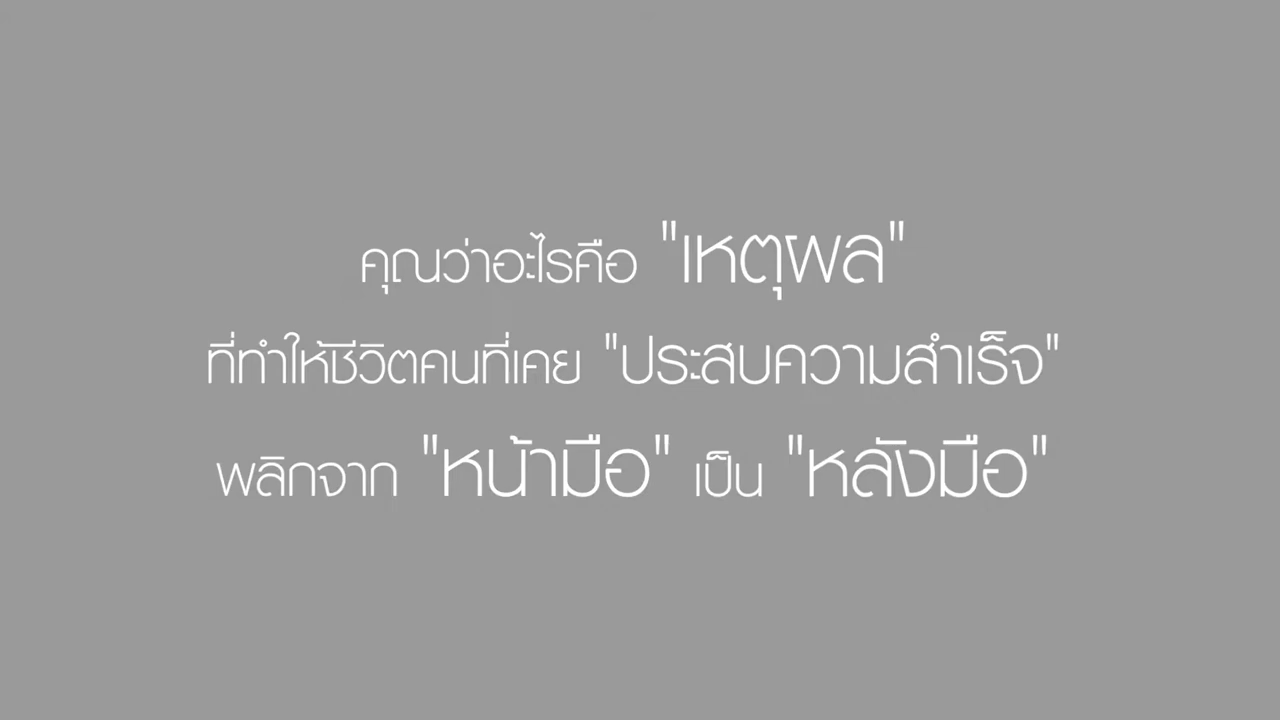 คุณว่าอะไรคือ "เหตุผล"
ที่ทำให้ชีวิตคนที่เคย "ประสบความสำเร็จ"
พลิกจาก "หน้ามือ" เป็น "หลังมือ"